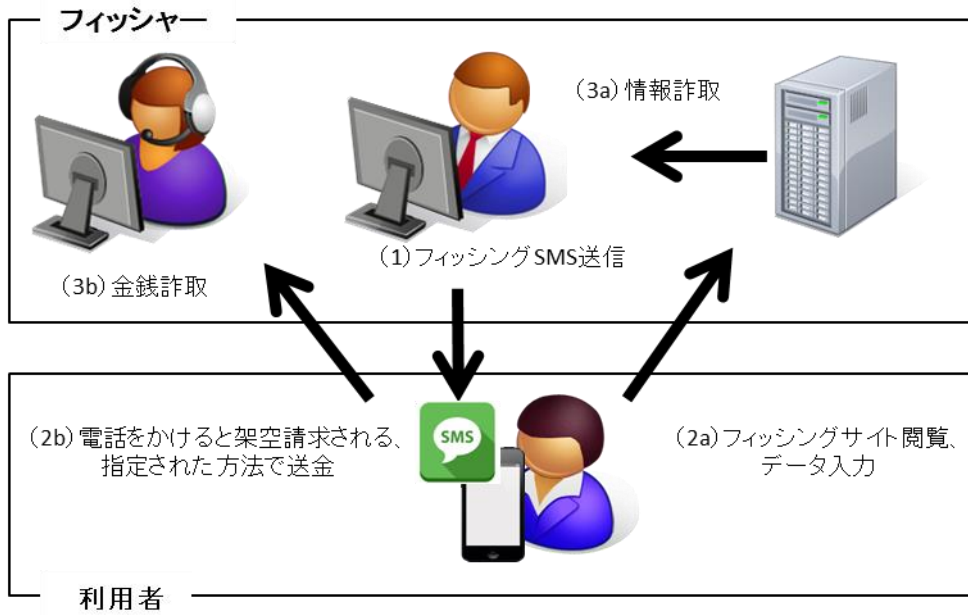 フィッシャー
(3a)情報詐取
(1)フィッシングSMS送信
(3b)金銭詐取
(2b)電話をかけると架空請求される、
指定された方法で送金
SMS
(2a)フィッシングサイト閲覧、
データ入力
利用者